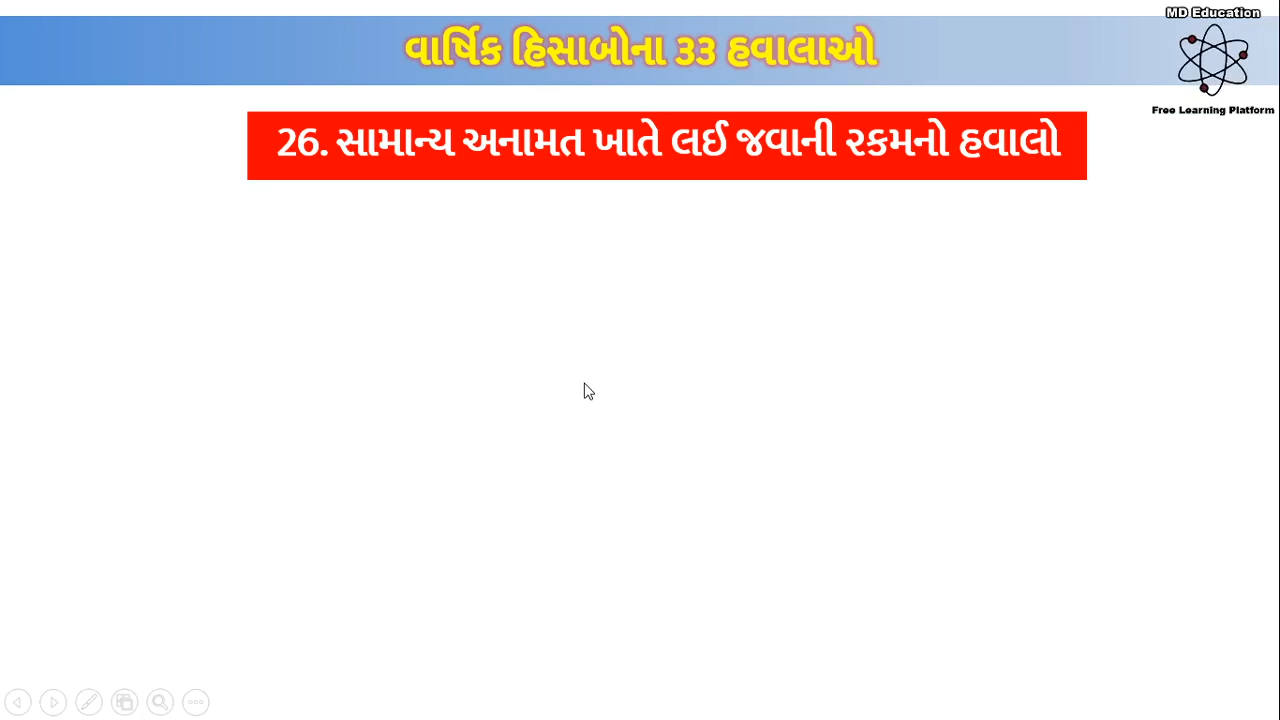 MD Education
વાર્ષિક હિસાબોના ૩૩ હવાલાઓ
Free Learning Platform
26. સામાન્ય અનામત ખાતે લઈ જવાની રકમનો હવાલો